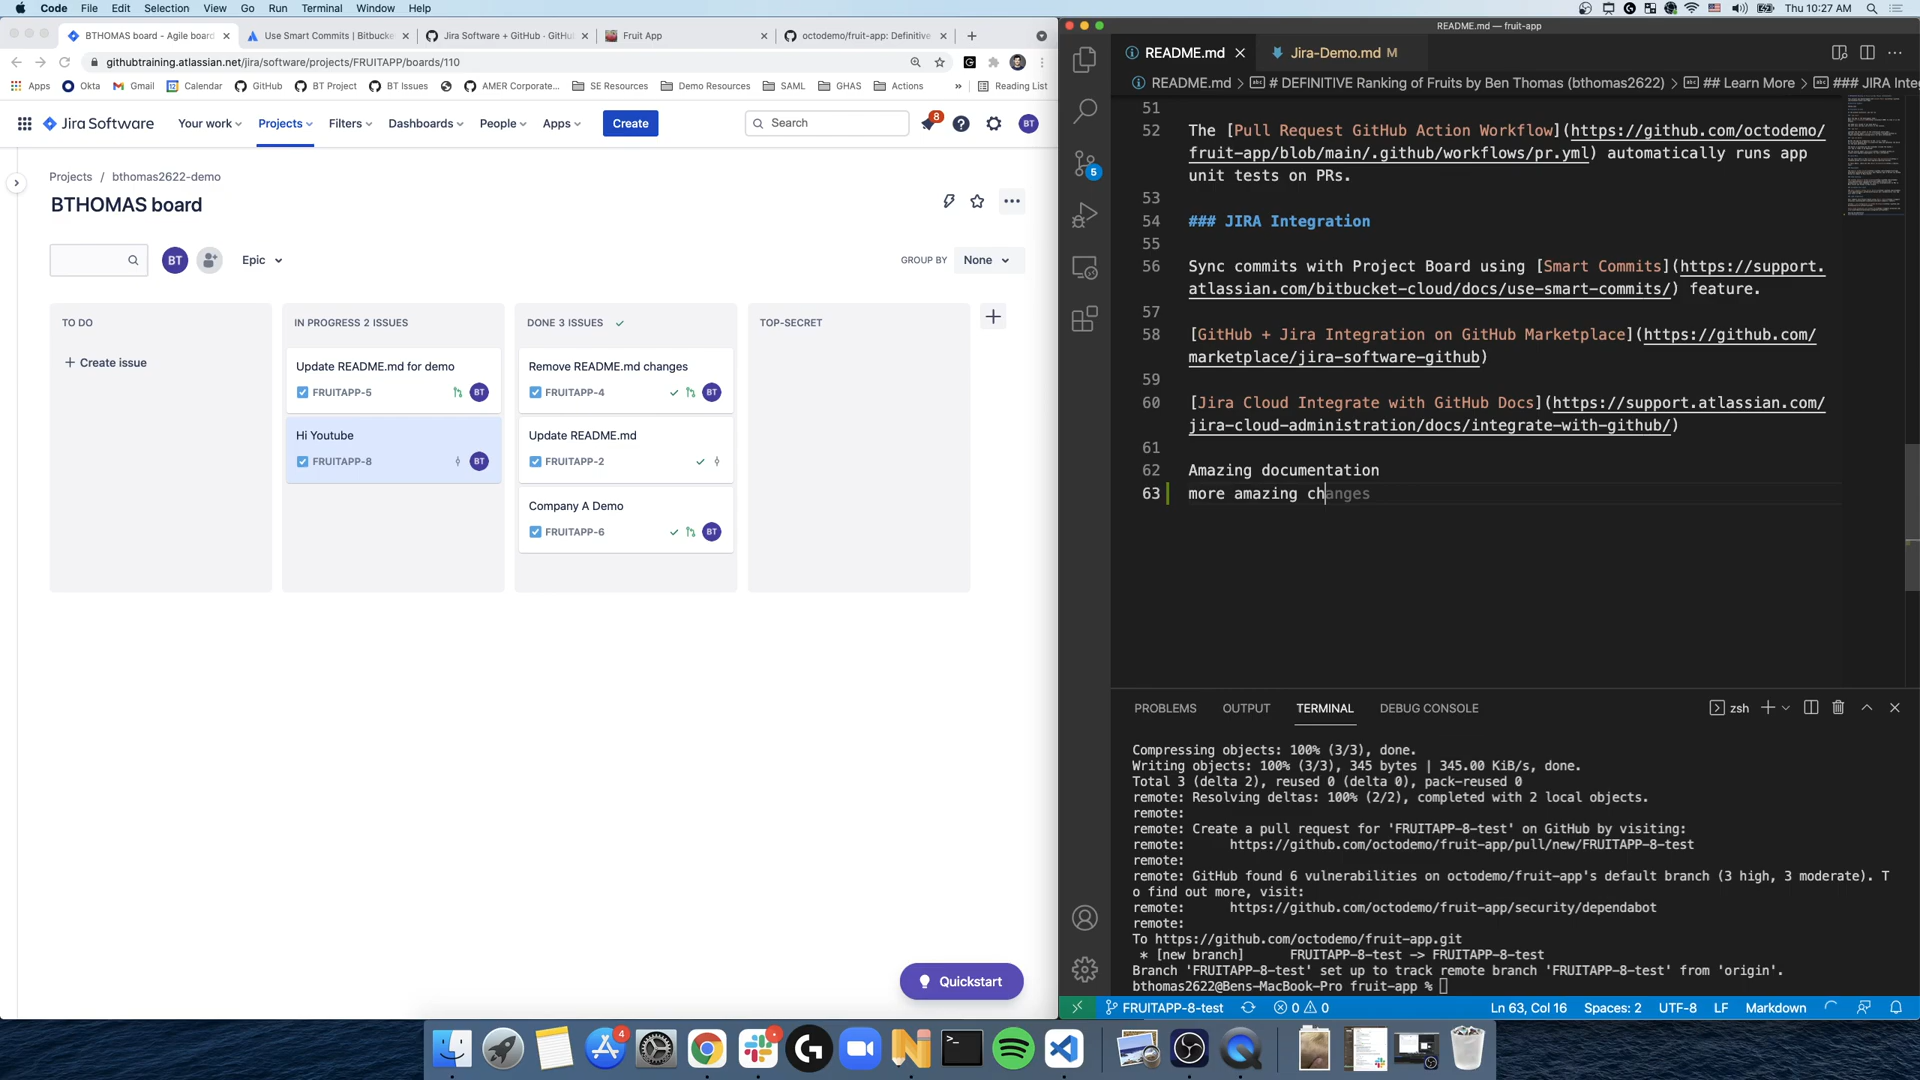 Code File Edit Selection View Go Run Terminal Window Help
Thu 10:27 AM
BTHOMAS board - Agile board
Use Smart Commits | Bitbucke
Jira Software + GitHub · GitHu
Fruit App
octodemo/fruit-app: Definitive
githubtraining.atlassian.net/jira/software/projects/FRUITAPP/boards/110
Apps Okta Gmail Calendar GitHub BT Project BT Issues AMER Corporate... SE Resources Demo Resources SAML GHAS Actions » Reading List
Jira Software Your work Projects Filters Dashboards People Apps Create Search 8 BT
Projects / bthomas2622-demo
BTHOMAS board
BT Epic GROUP BY None
TO DO
+ Create issue
IN PROGRESS 2 ISSUES
Update README.md for demo
FRUITAPP-5 BT
Hi Youtube
FRUITAPP-8 BT
DONE 3 ISSUES
Remove README.md changes
FRUITAPP-4 BT
Update README.md
FRUITAPP-2
Company A Demo
FRUITAPP-6 BT
TOP-SECRET
Quickstart
README.md — fruit-app
README.md Jira-Demo.md M
README.md > # DEFINITIVE Ranking of Fruits by Ben Thomas (bthomas2622) > ## Learn More > ### JIRA Integ
5
51
52 The [Pull Request GitHub Action Workflow](https://github.com/octodemo/
fruit-app/blob/main/.github/workflows/pr.yml) automatically runs app
unit tests on PRs.
53
54 ### JIRA Integration
55
56 Sync commits with Project Board using [Smart Commits](https://support.
atlassian.com/bitbucket-cloud/docs/use-smart-commits/) feature.
57
58 [GitHub + Jira Integration on GitHub Marketplace](https://github.com/
marketplace/jira-software-github)
59
60 [Jira Cloud Integrate with GitHub Docs](https://support.atlassian.com/
jira-cloud-administration/docs/integrate-with-github/)
61
62 Amazing documentation
63 more amazing changes
PROBLEMS OUTPUT TERMINAL DEBUG CONSOLE zsh
Compressing objects: 100% (3/3), done.
Writing objects: 100% (3/3), 345 bytes | 345.00 KiB/s, done.
Total 3 (delta 2), reused 0 (delta 0), pack-reused 0
remote: Resolving deltas: 100% (2/2), completed with 2 local objects.
remote:
remote: Create a pull request for 'FRUITAPP-8-test' on GitHub by visiting:
remote: https://github.com/octodemo/fruit-app/pull/new/FRUITAPP-8-test
remote:
remote: GitHub found 6 vulnerabilities on octodemo/fruit-app's default branch (3 high, 3 moderate). T
o find out more, visit:
remote: https://github.com/octodemo/fruit-app/security/dependabot
remote:
To https://github.com/octodemo/fruit-app.git
* [new branch] FRUITAPP-8-test -> FRUITAPP-8-test
Branch 'FRUITAPP-8-test' set up to track remote branch 'FRUITAPP-8-test' from 'origin'.
bthomas2622@Bens-MacBook-Pro fruit-app %
FRUITAPP-8-test 0 0 Ln 63, Col 16 Spaces: 2 UTF-8 LF Markdown
4